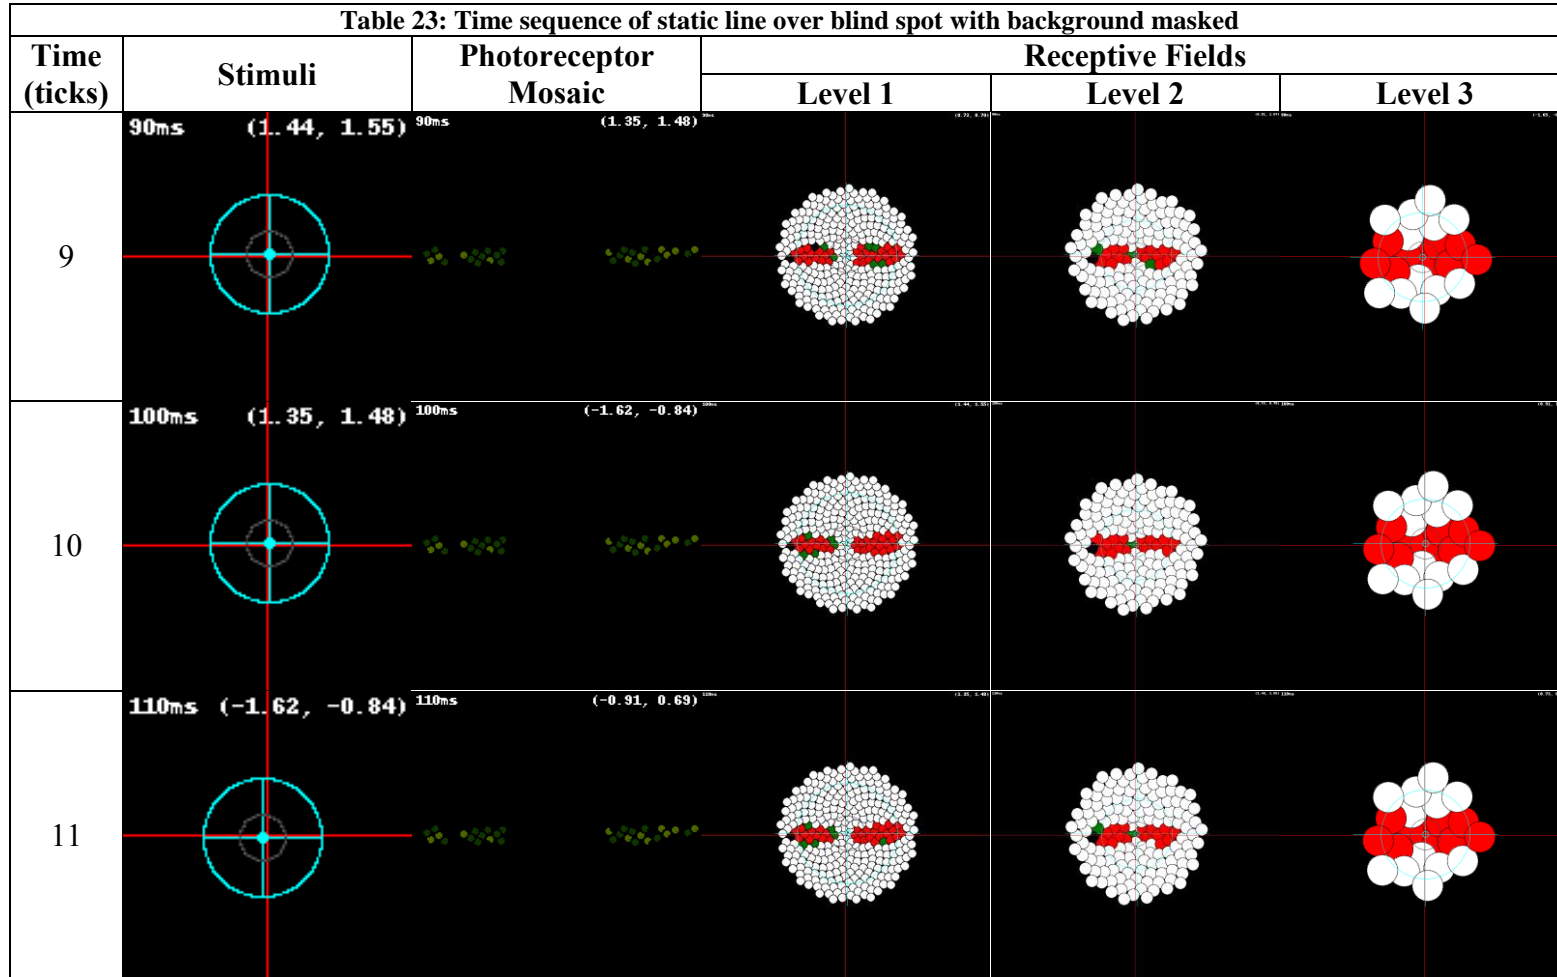 Table 23: Time sequence of static line over blind spot with background masked
Time (ticks)
Stimuli
Photoreceptor Mosaic
Receptive Fields
Level 1
Level 2
Level 3
9
90ms (1.44, 1.55)
90ms (1.35, 1.48)
10
100ms (1.35, 1.48)
100ms (-1.62, -0.84)
11
110ms (-1.62, -0.84)
110ms (-0.91, 0.69)